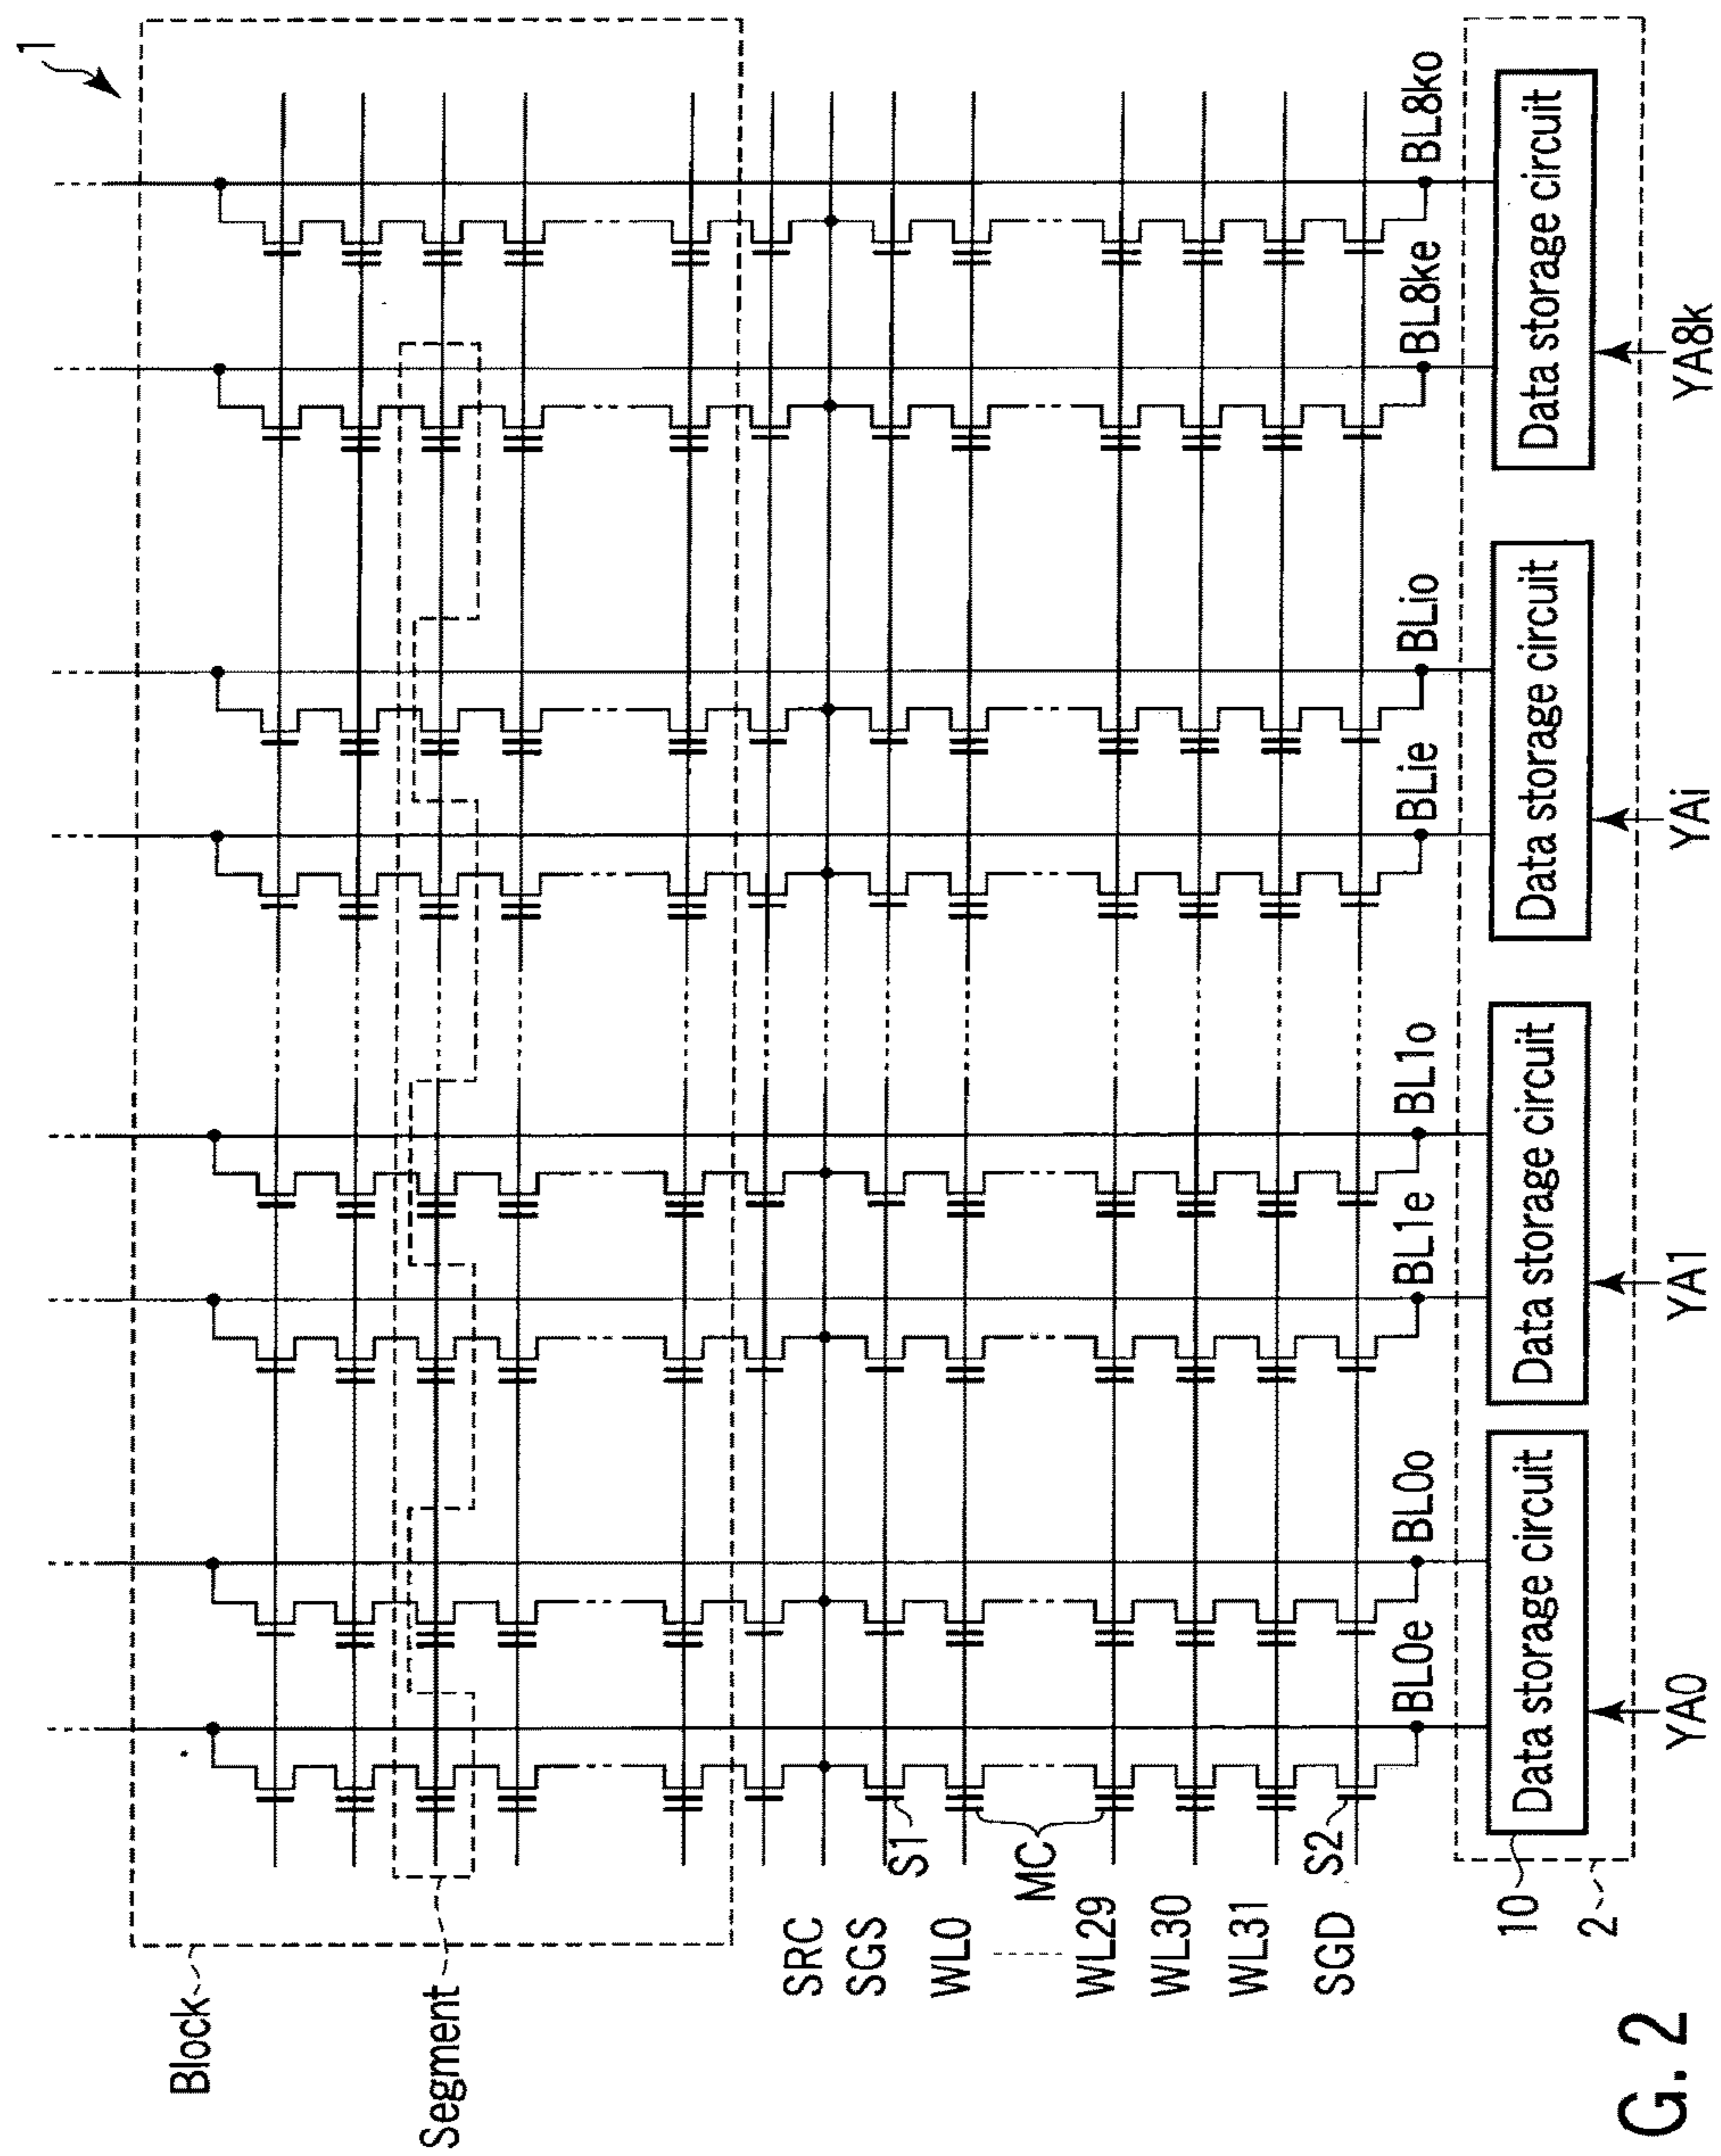 1
Block
Segment
SRC
SGS
S1
WL0
MC
WL29
WL30
WL31
S2
SGD
BL0e
BL0o
BL1e
BL1o
BLie
BLio
BL8ke
BL8ko
10
Data storage circuit
Data storage circuit
Data storage circuit
Data storage circuit
2
YA0
YA1
YAi
YA8k
G. 2